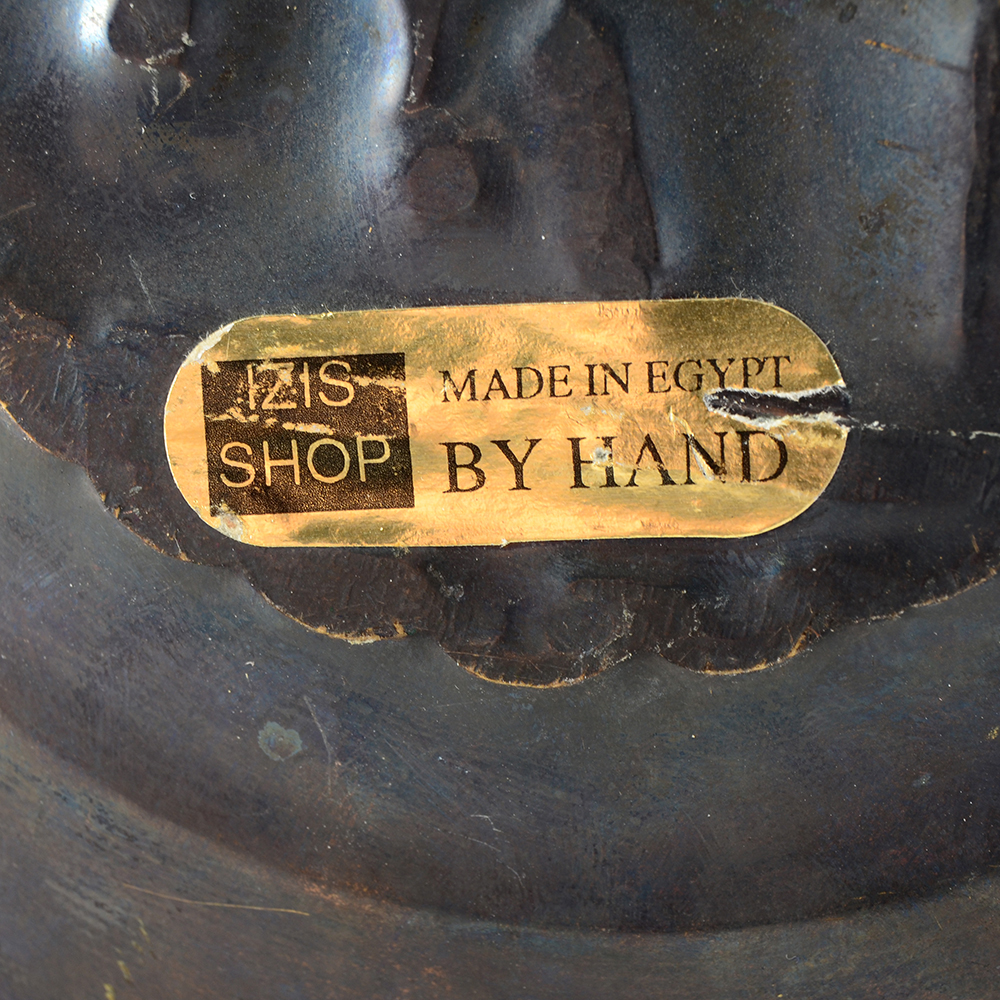 IZIS
SHOP
MADE IN EGYPT
BY HAND